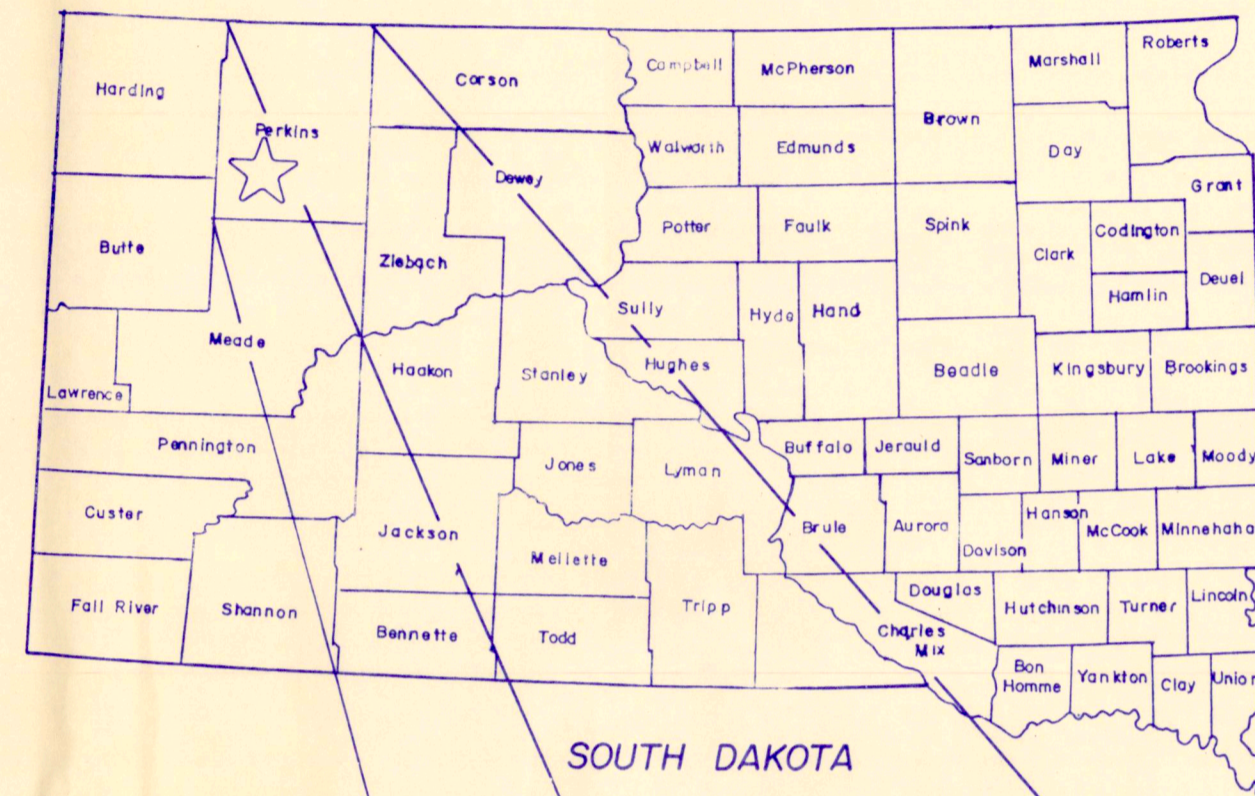 Harding
Perkins
Corson
Campbell
McPherson
Brown
Marshall
Roberts
Walworth
Edmunds
Day
Grant
Butte
Ziebach
Dewey
Potter
Faulk
Spink
Clark
Codington
Hamlin
Deuel
Meade
Sully
Hyde
Hand
Lawrence
Haakon
Stanley
Hughes
Beadle
Kingsbury
Brookings
Pennington
Jones
Lyman
Buffalo
Jerauld
Sanborn
Miner
Lake
Moody
Custer
Jackson
Mellette
Brule
Aurora
Davison
Hanson
McCook
Minnehaha
Fall River
Shannon
Bennette
Todd
Tripp
Charles
Mix
Douglas
Hutchinson
Turner
Lincoln
Bon
Homme
Yankton
Clay
Union
SOUTH DAKOTA